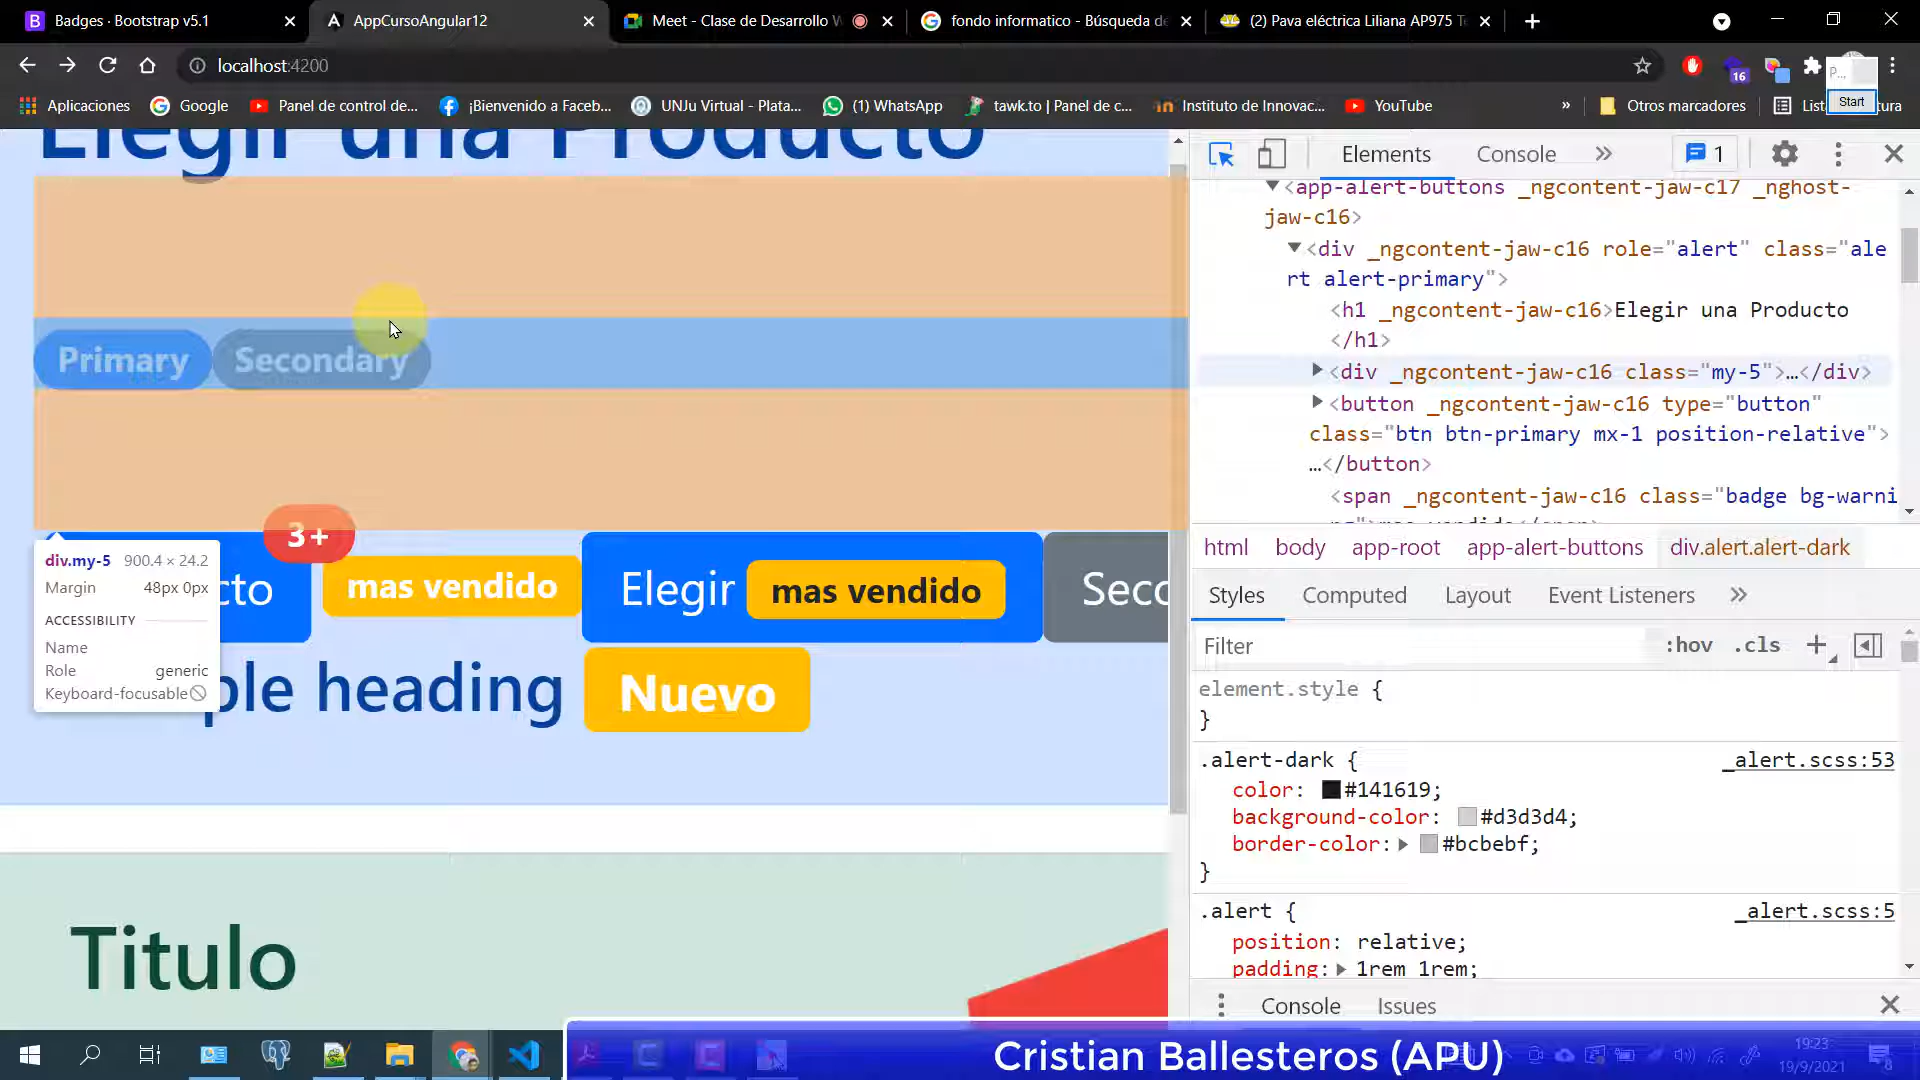 Badges · Bootstrap v5.1
AppCursoAngular12
Meet - Clase de Desarrollo W
fondo informatico - Búsqueda de
(2) Pava eléctrica Liliana AP975 Te
localhost:4200
16
P...
Start
Aplicaciones
Google
Panel de control de...
¡Bienvenido a Faceb...
UNJu Virtual - Plata...
(1) WhatsApp
tawk.to | Panel de c...
Instituto de Innovac...
YouTube
»
Otros marcadores
Elegir una Producto
Primary
Secondary
3+
cto
mas vendido
Elegir
mas vendido
Seco
ple heading
Nuevo
Titulo
div.my-5
900.4 × 24.2
Margin
48px 0px
ACCESSIBILITY
Name
Role
generic
Keyboard-focusable
Elements
Console
»
1
<app-alert-buttons _ngcontent-jaw-c17 _nghost-
jaw-c16>
<div _ngcontent-jaw-c16 role="alert" class="ale
rt alert-primary">
<h1 _ngcontent-jaw-c16>Elegir una Producto
</h1>
<div _ngcontent-jaw-c16 class="my-5">…</div>
<button _ngcontent-jaw-c16 type="button"
class="btn btn-primary mx-1 position-relative">
…</button>
<span _ngcontent-jaw-c16 class="badge bg-warni
html
body
app-root
app-alert-buttons
div.alert.alert-dark
Styles
Computed
Layout
Event Listeners
»
Filter
:hov
.cls
element.style {
}
.alert-dark {
_alert.scss:53
color: #141619;
background-color: #d3d3d4;
border-color: #bcbebf;
}
.alert {
_alert.scss:5
position: relative;
padding: 1rem 1rem;
Console
Issues
Cristian Ballesteros (APU)
19:23
19/9/2021
8